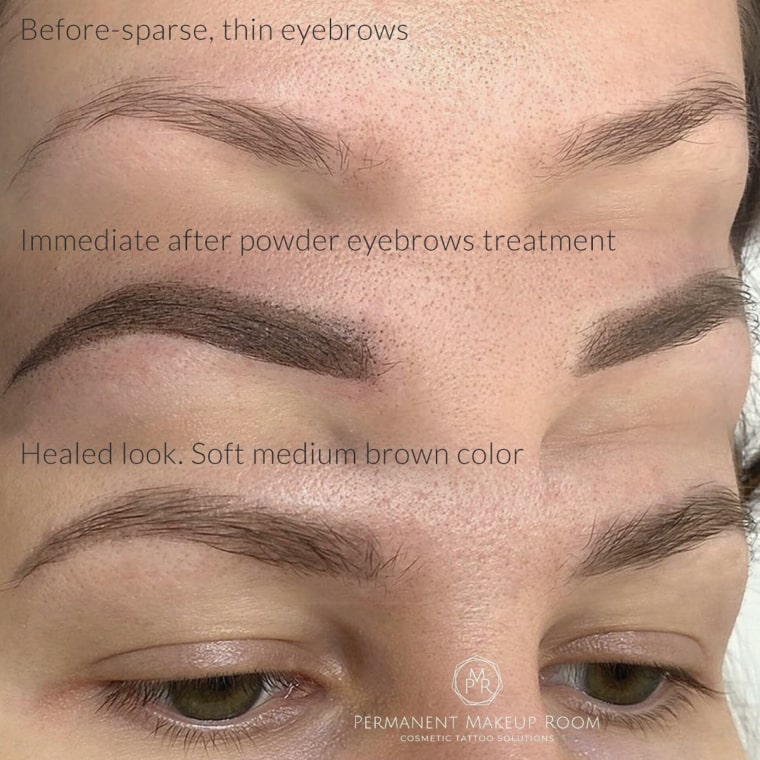 Before-sparse, thin eyebrows
Immediate after powder eyebrows treatment
Healed look. Soft medium brown color
MPR
PERMANENT MAKEUP ROOM
COSMETIC TATTOO SOLUTIONS